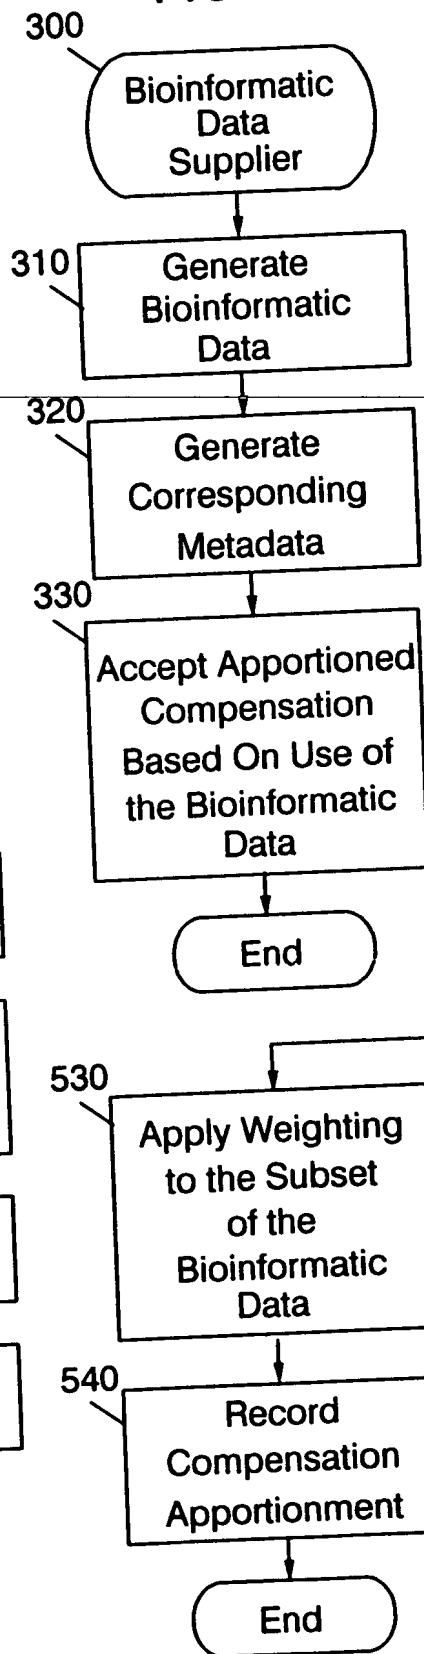 300
Bioinformatic
Data
Supplier
310
Generate
Bioinformatic
Data
320
Generate
Corresponding
Metadata
330
Accept Apportioned
Compensation
Based On Use of
the Bioinformatic
Data
End
530
Apply Weighting
to the Subset
of the
Bioinformatic
Data
540
Record
Compensation
Apportionment
End